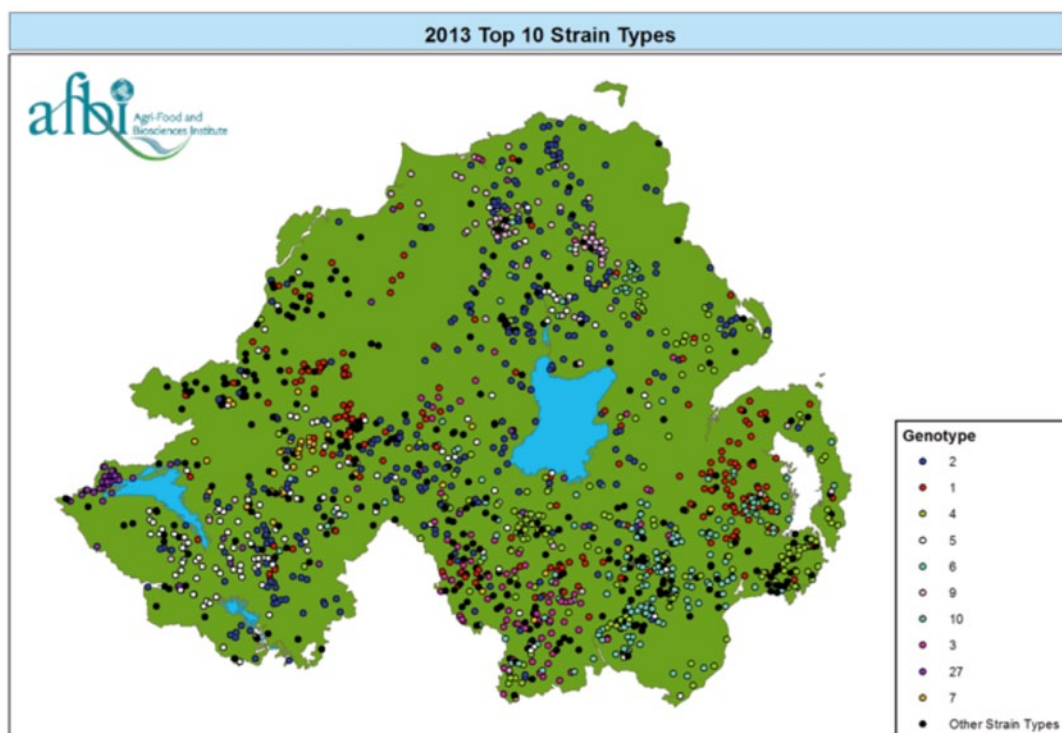 2013 Top 10 Strain Types
afbi Agri-Food and
Biosciences Institute
Genotype
2
1
4
5
6
9
10
3
27
7
Other Strain Types